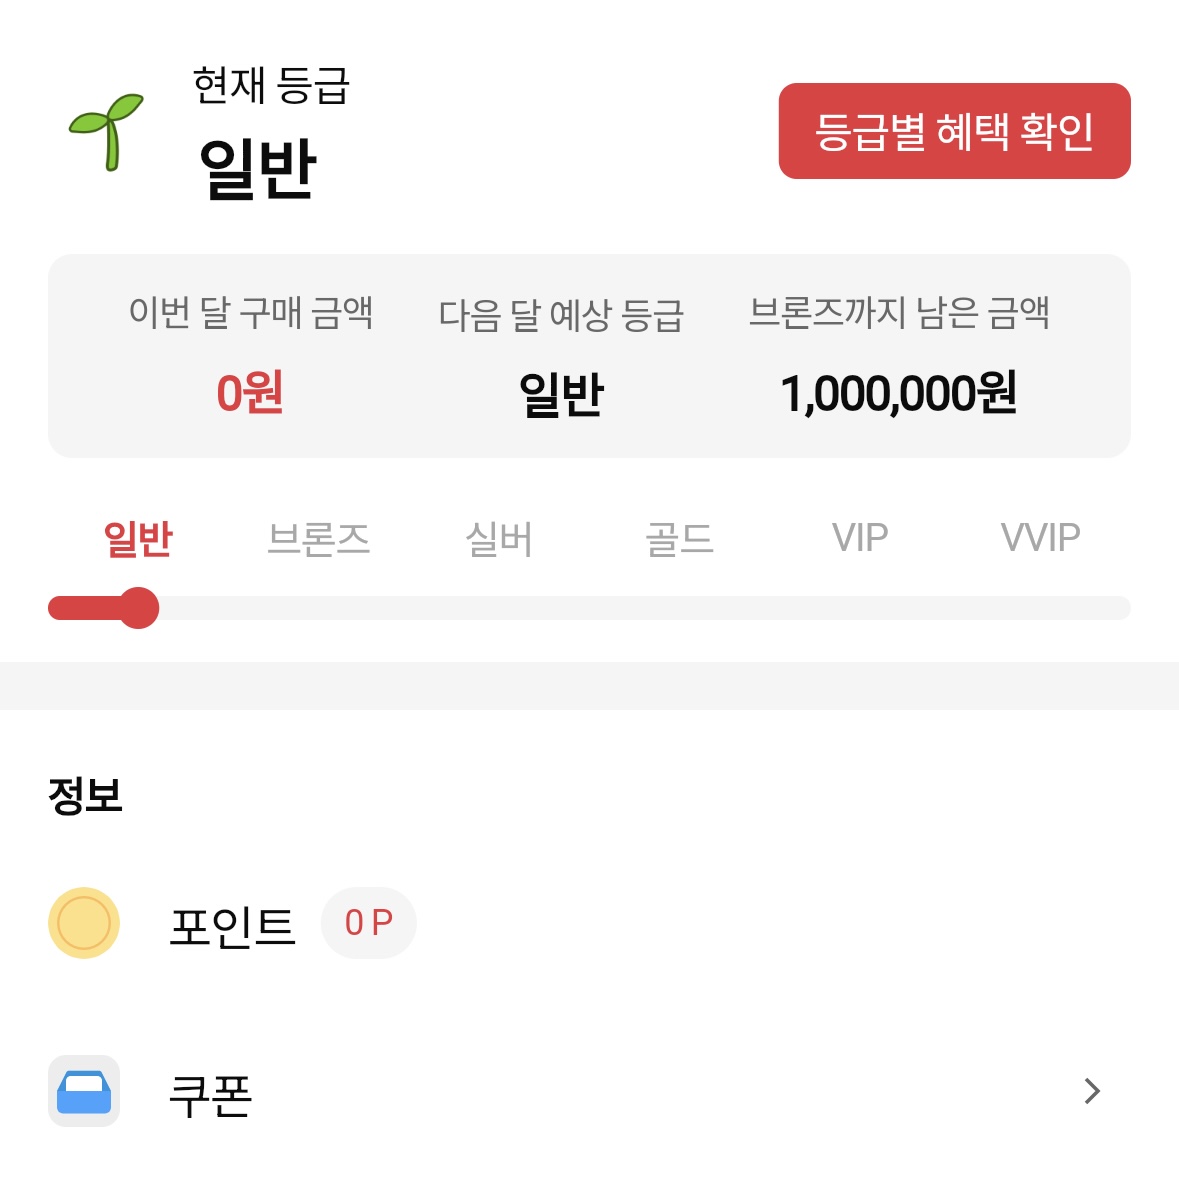 현재 등급
일반
등급별 혜택 확인
이번 달 구매 금액
0원
다음 달 예상 등급
일반
브론즈까지 남은 금액
1,000,000원
일반 브론즈 실버 골드 VIP VVIP
정보
포인트 0 P
쿠폰